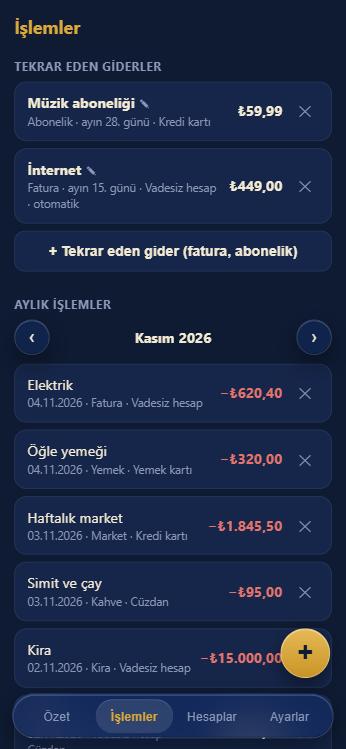 İşlemler
TEKRAR EDEN GİDERLER
Müzik aboneliği
Abonelik · ayın 28. günü · Kredi kartı
₺59,99
İnternet
Fatura · ayın 15. günü · Vadesiz hesap
· otomatik
₺449,00
+ Tekrar eden gider (fatura, abonelik)
AYLIK İŞLEMLER
‹ Kasım 2026 ›
Elektrik
04.11.2026 · Fatura · Vadesiz hesap
−₺620,40
Öğle yemeği
04.11.2026 · Yemek · Yemek kartı
−₺320,00
Haftalık market
03.11.2026 · Market · Kredi kartı
−₺1.845,50
Simit ve çay
03.11.2026 · Kahve · Cüzdan
−₺95,00
Kira
02.11.2026 · Kira · Vadesiz hesap
−₺15.000,00
+
Özet İşlemler Hesaplar Ayarlar